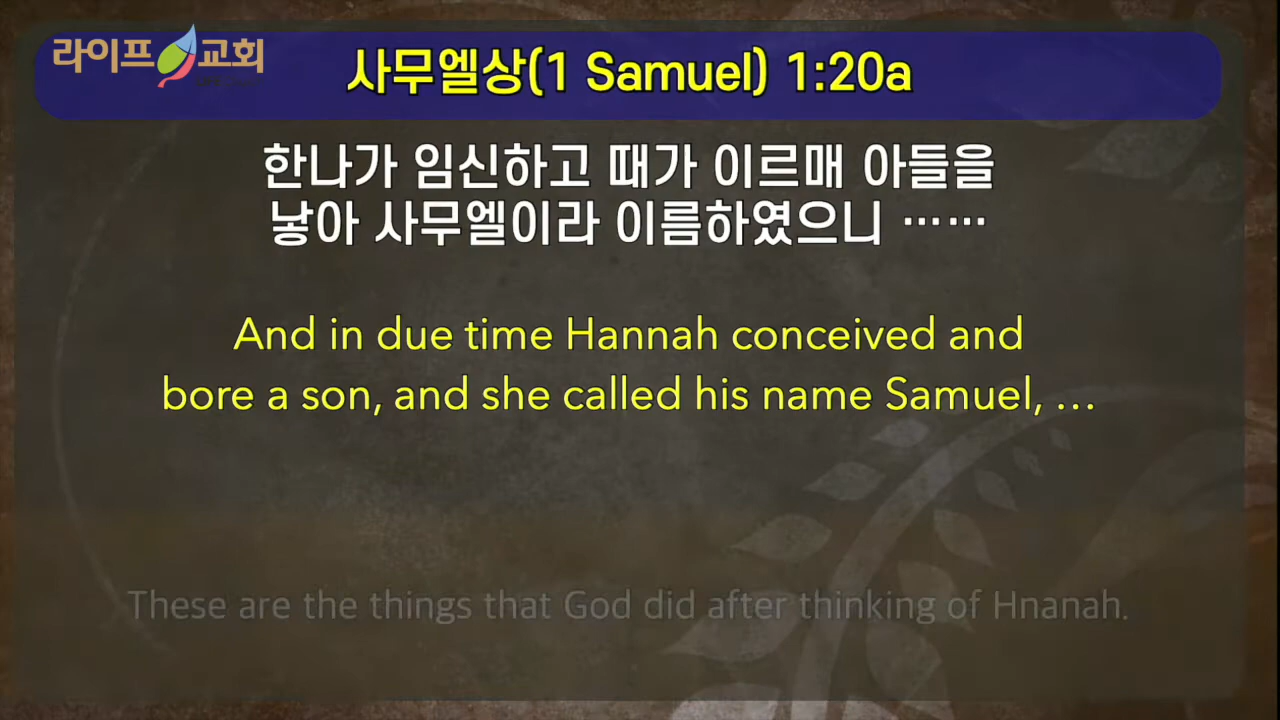 라이프 교회
사무엘상(1 Samuel) 1:20a
한나가 임신하고 때가 이르매 아들을
낳아 사무엘이라 이름하였으니 ……
And in due time Hannah conceived and
bore a son, and she called his name Samuel, …
These are the things that God did after thinking of Hnanah.